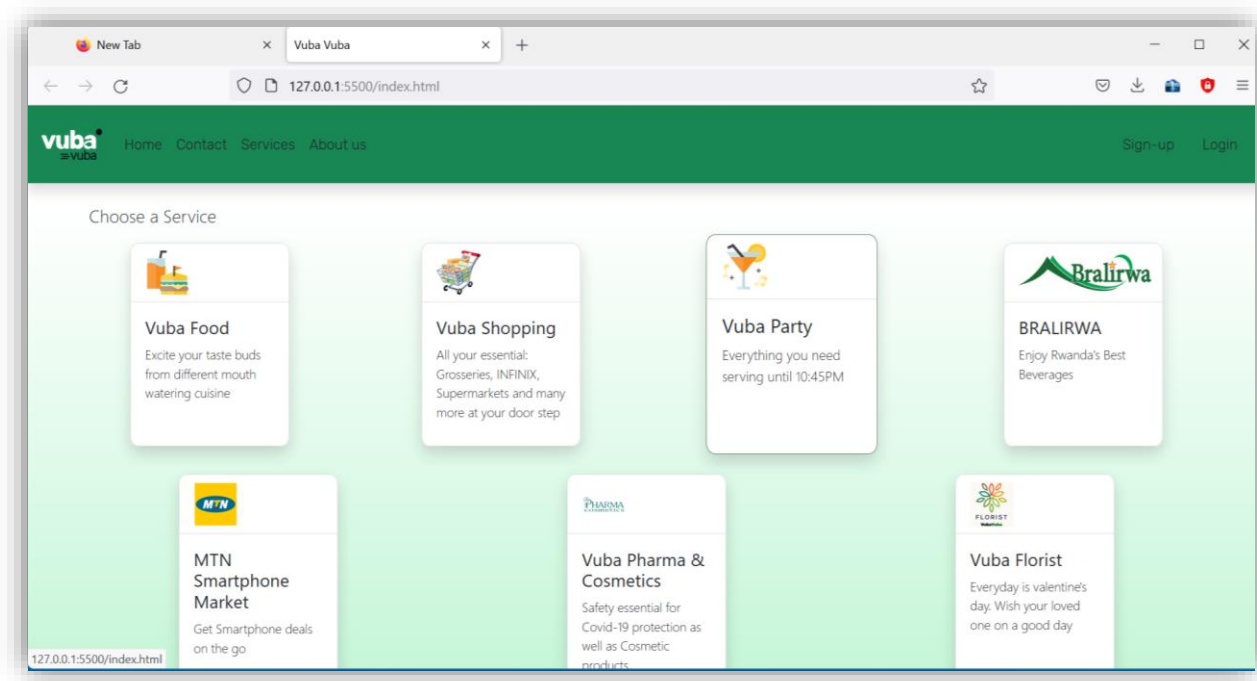 New Tab
Vuba Vuba
127.0.0.1:5500/index.html
vuba
vuba
Home Contact Services About us
Sign-up Login
Choose a Service
Vuba Food
Excite your taste buds
from different mouth
watering cuisine
Vuba Shopping
All your essential:
Grosseries, INFINIX,
Supermarkets and many
more at your door step
Vuba Party
Everything you need
serving until 10:45PM
Bralirwa
BRALIRWA
Enjoy Rwanda's Best
Beverages
MTN
MTN
Smartphone
Market
Get Smartphone deals
on the go
PHARMA
& COSMETICS
Vuba Pharma &
Cosmetics
Safety essential for
Covid-19 protection as
well as Cosmetic
products
FLORIST
VubaVuba
Vuba Florist
Everyday is valentine's
day. Wish your loved
one on a good day
127.0.0.1:5500/index.html